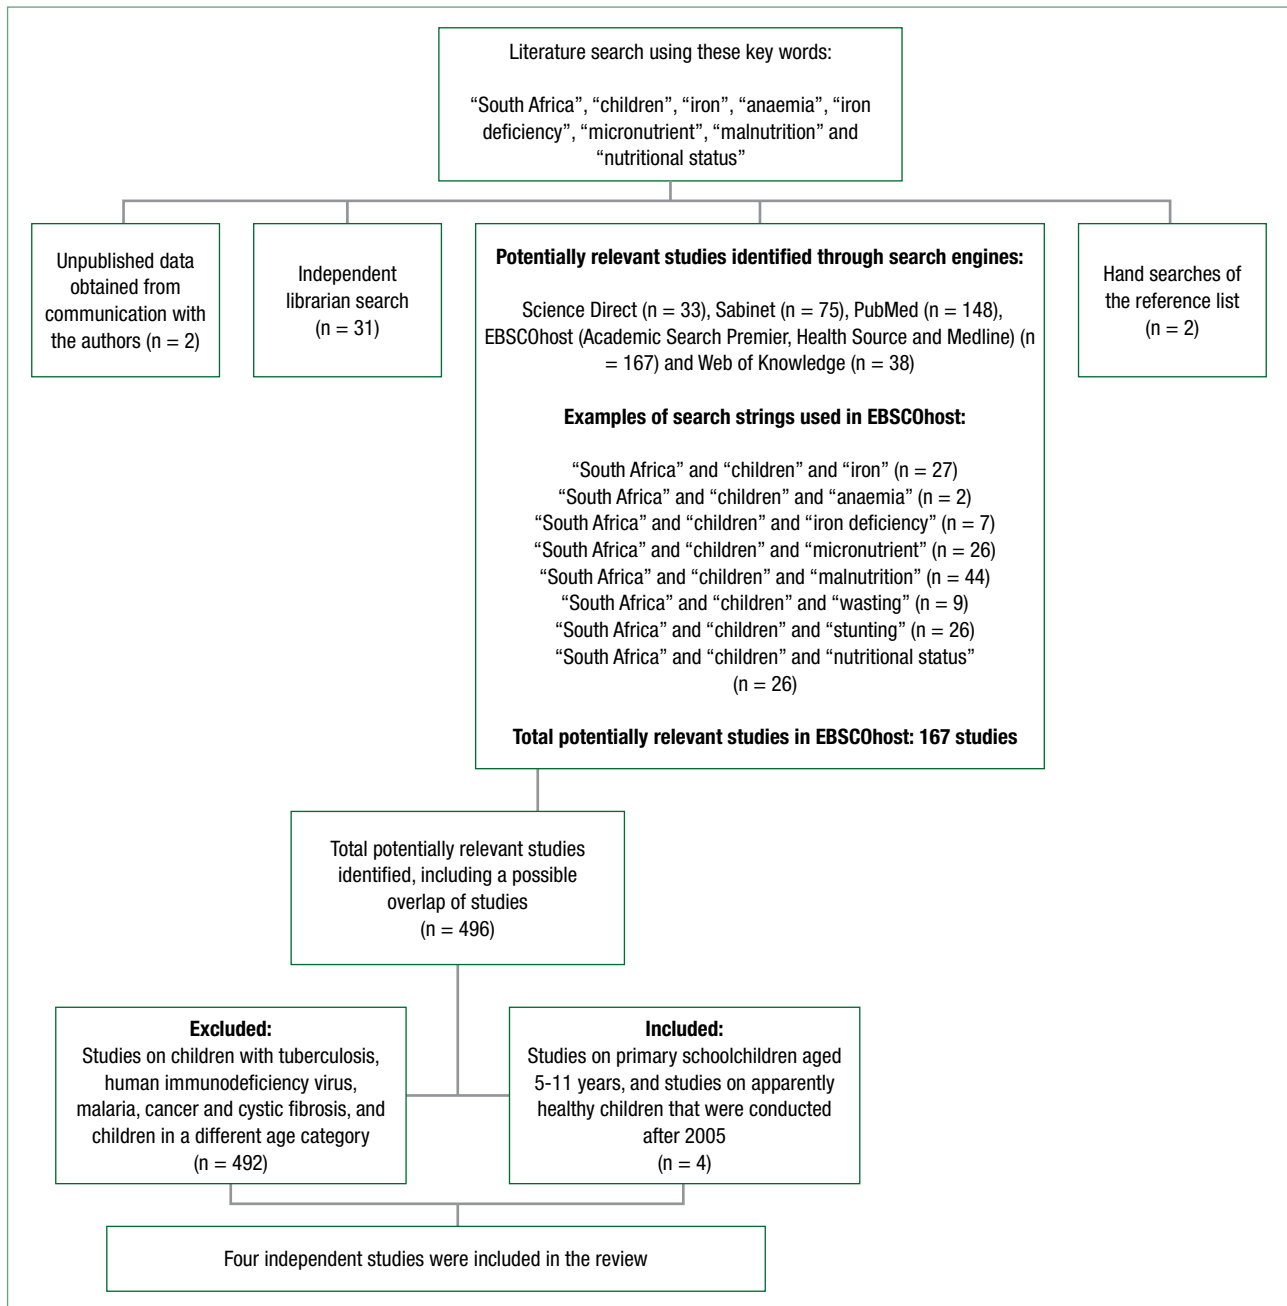 Literature search using these key words:
“South Africa”, “children”, “iron”, “anaemia”, “iron
deficiency”, “micronutrient”, “malnutrition” and
“nutritional status”
Unpublished data
obtained from
communication with
the authors (n = 2)
Independent
librarian search
(n = 31)
Potentially relevant studies identified through search engines:
Science Direct (n = 33), Sabinet (n = 75), PubMed (n = 148),
EBSCOhost (Academic Search Premier, Health Source and Medline) (n
= 167) and Web of Knowledge (n = 38)
Examples of search strings used in EBSCOhost:
“South Africa” and “children” and “iron” (n = 27)
“South Africa” and “children” and “anaemia” (n = 2)
“South Africa” and “children” and “iron deficiency” (n = 7)
“South Africa” and “children” and “micronutrient” (n = 26)
“South Africa” and “children” and “malnutrition” (n = 44)
“South Africa” and “children” and “wasting” (n = 9)
“South Africa” and “children” and “stunting” (n = 26)
“South Africa” and “children” and “nutritional status”
(n = 26)
Total potentially relevant studies in EBSCOhost: 167 studies
Hand searches of
the reference list
(n = 2)
Total potentially relevant studies
identified, including a possible
overlap of studies
(n = 496)
Excluded:
Studies on children with tuberculosis,
human immunodeficiency virus,
malaria, cancer and cystic fibrosis, and
children in a different age category
(n = 492)
Included:
Studies on primary schoolchildren aged
5-11 years, and studies on apparently
healthy children that were conducted
after 2005
(n = 4)
Four independent studies were included in the review